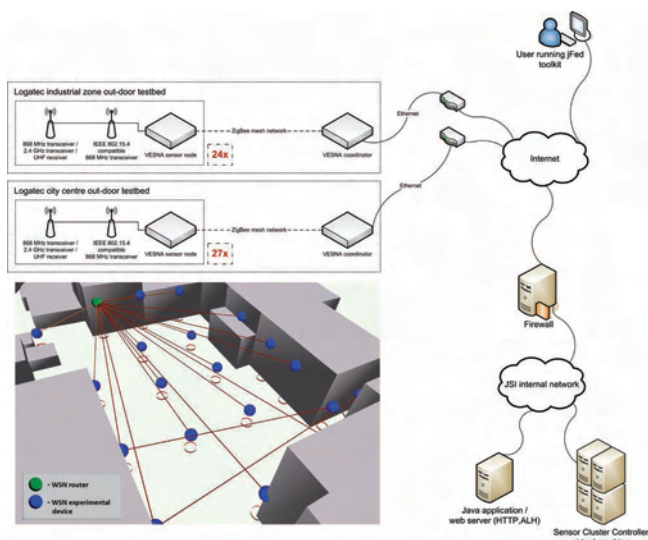 User running jFed
toolkit
Logatec industrial zone out-door testbed
868 MHz transceiver /
2.4 GHz transceiver /
UHF receiver
IEEE 802.15.4
compatible
868 MHz transceiver
VESNA sensor node
ZigBee mesh network
24x
VESNA coordinator
Ethernet
Internet
Logatec city centre out-door testbed
868 MHz transceiver /
2.4 GHz transceiver /
UHF receiver
IEEE 802.15.4
compatible
868 MHz transceiver
VESNA sensor node
ZigBee mesh network
27x
VESNA coordinator
Ethernet
Firewall
JSI internal network
- WSN router
- WSN experimental
device
Java application /
web server (HTTP,ALH)
Sensor Cluster Controller